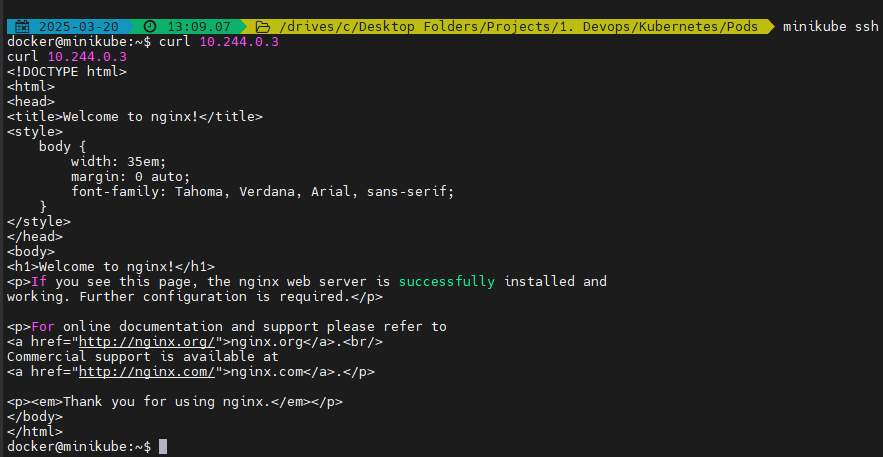 2025-03-20 13:09.07 /drives/c/Desktop Folders/Projects/1. Devops/Kubernetes/Pods minikube ssh
docker@minikube:~$ curl 10.244.0.3
curl 10.244.0.3
<!DOCTYPE html>
<html>
<head>
<title>Welcome to nginx!</title>
<style>
    body {
        width: 35em;
        margin: 0 auto;
        font-family: Tahoma, Verdana, Arial, sans-serif;
    }
</style>
</head>
<body>
<h1>Welcome to nginx!</h1>
<p>If you see this page, the nginx web server is successfully installed and
working. Further configuration is required.</p>

<p>For online documentation and support please refer to
<a href="http://nginx.org/">nginx.org</a>.<br/>
Commercial support is available at
<a href="http://nginx.com/">nginx.com</a>.</p>

<p><em>Thank you for using nginx.</em></p>
</body>
</html>
docker@minikube:~$